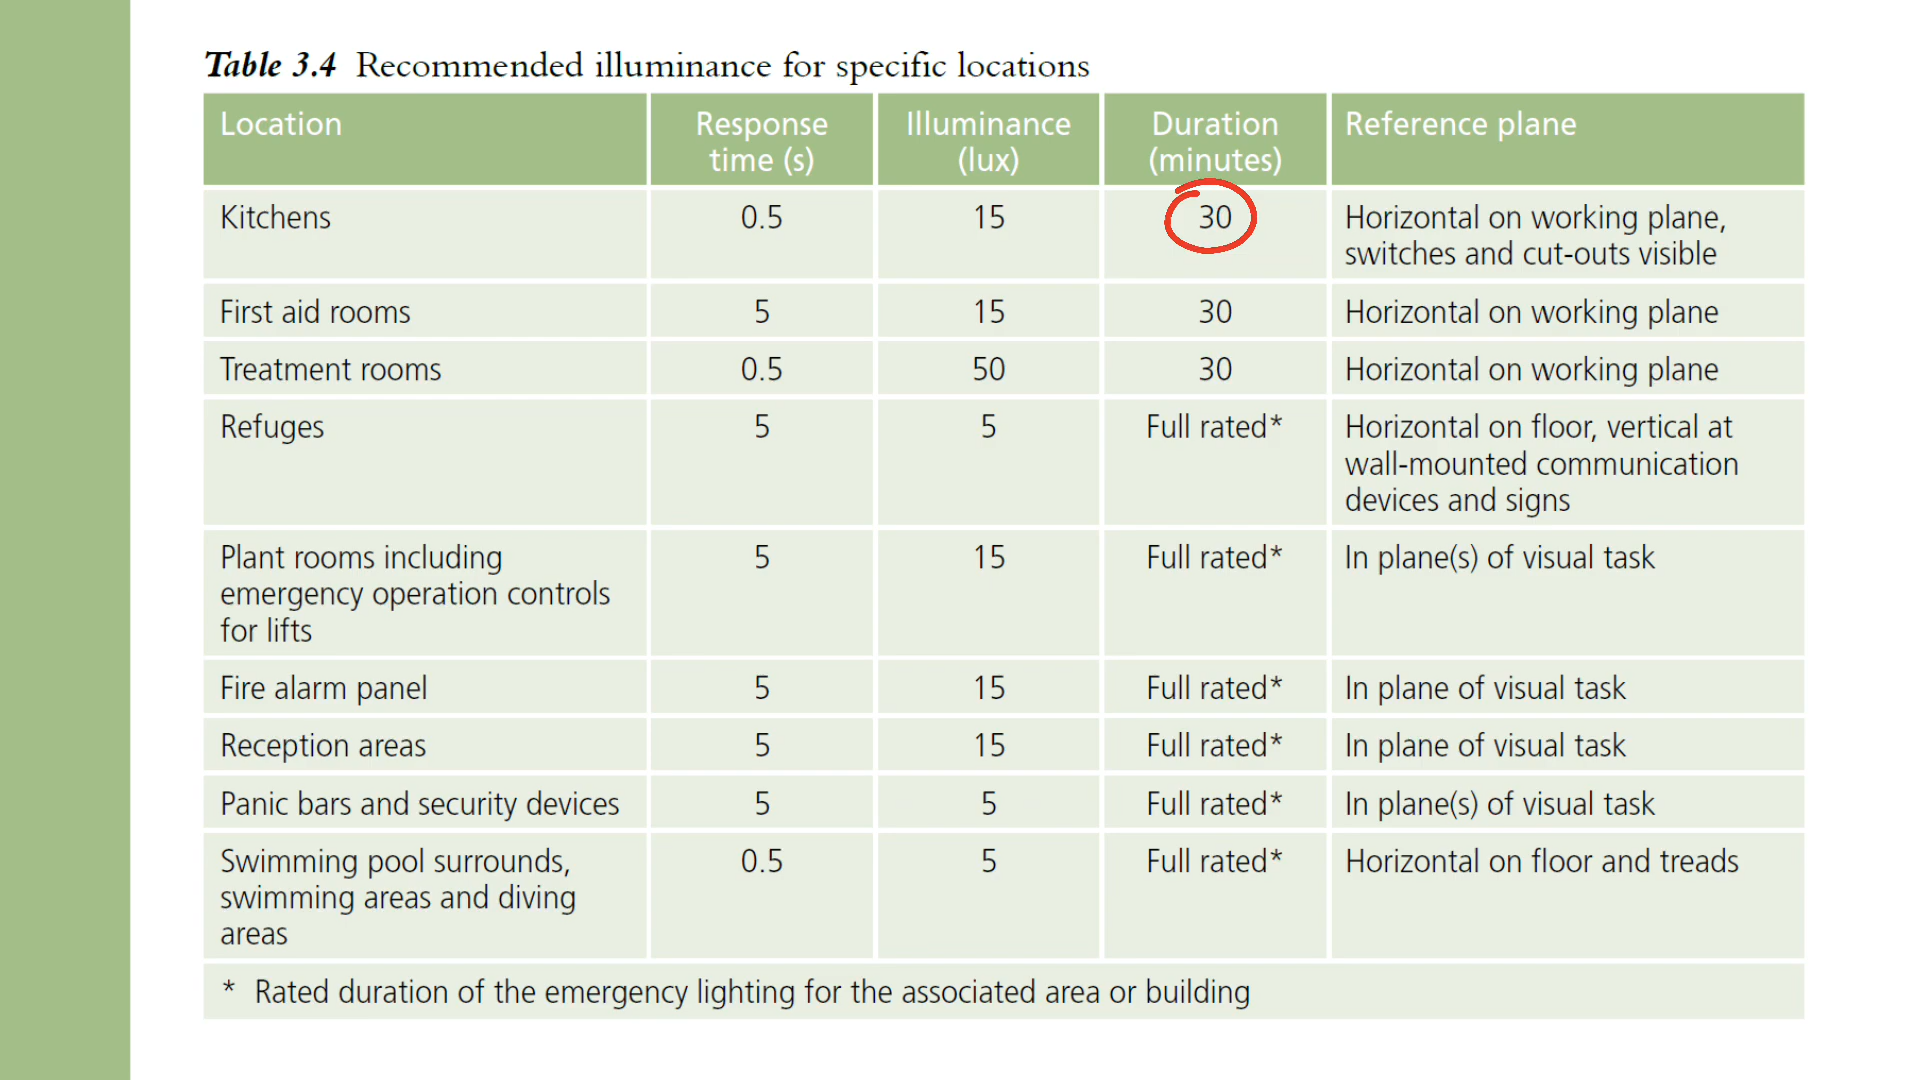 Table 3.4 Recommended illuminance for specific locations
Location Response time (s) Illuminance (lux) Duration (minutes) Reference plane
Kitchens 0.5 15 30 Horizontal on working plane, switches and cut-outs visible
First aid rooms 5 15 30 Horizontal on working plane
Treatment rooms 0.5 50 30 Horizontal on working plane
Refuges 5 5 Full rated* Horizontal on floor, vertical at wall-mounted communication devices and signs
Plant rooms including emergency operation controls for lifts 5 15 Full rated* In plane(s) of visual task
Fire alarm panel 5 15 Full rated* In plane of visual task
Reception areas 5 15 Full rated* In plane of visual task
Panic bars and security devices 5 5 Full rated* In plane(s) of visual task
Swimming pool surrounds, swimming areas and diving areas 0.5 5 Full rated* Horizontal on floor and treads
* Rated duration of the emergency lighting for the associated area or building